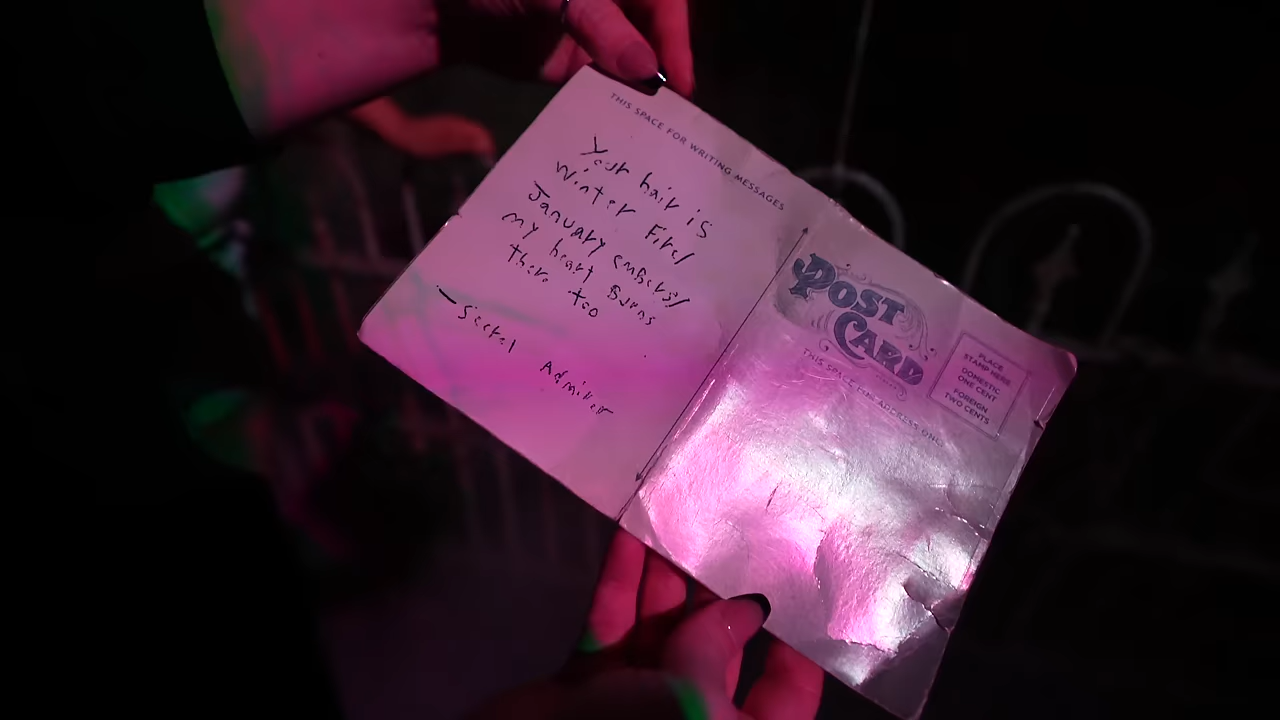 THIS SPACE FOR WRITING MESSAGES
Your hair is
Winter Fire/
January embers/
my heart Burns
there too
- Secret Admirer
POST
CARD
THIS SPACE FOR ADDRESS ONLY
PLACE
STAMP HERE
DOMESTIC
ONE CENT
FOREIGN
TWO CENTS